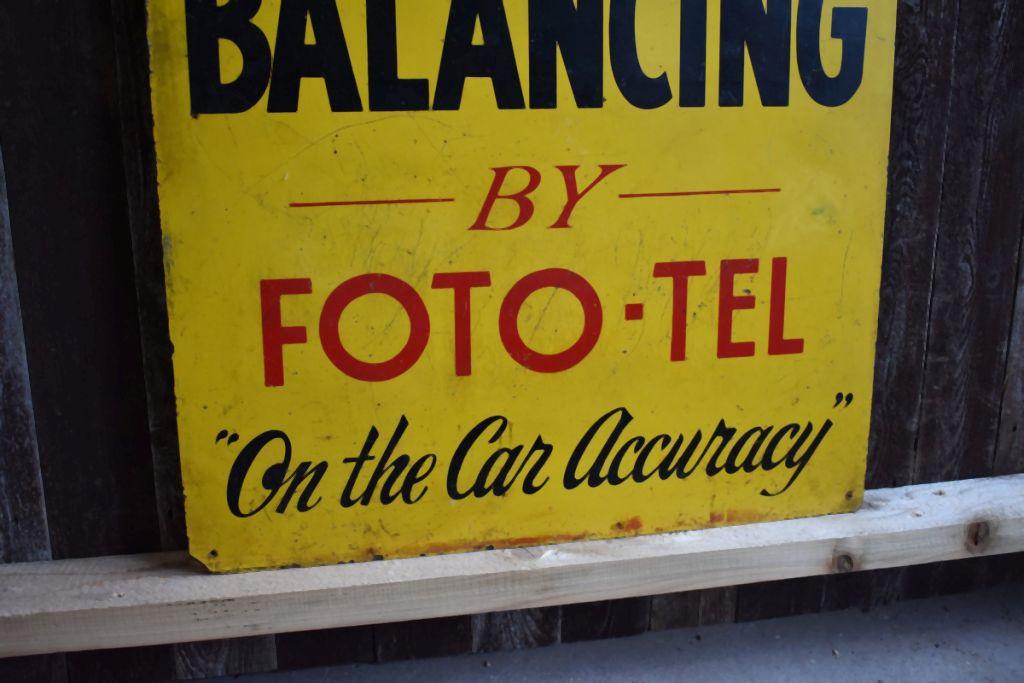 BALANCING
BY
FOTO-TEL
"On the Car Accuracy"